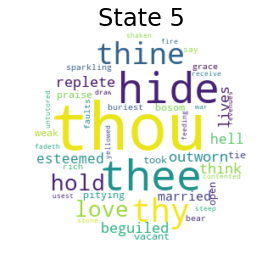 State 5
shaken
fire
thine
say
sparkling
hide
grace
receive
replete
lives
praise
draw
buriest
bosom
mar
revenues
untutored
faults
thou
weak
hell
fadeth
yellowed
feeding
esteemed
took
outworn
tie
rich
thee
think
contented
hold
pitying
married
open
usest
love
thy
steep
stone
bear
beguiled
vacant